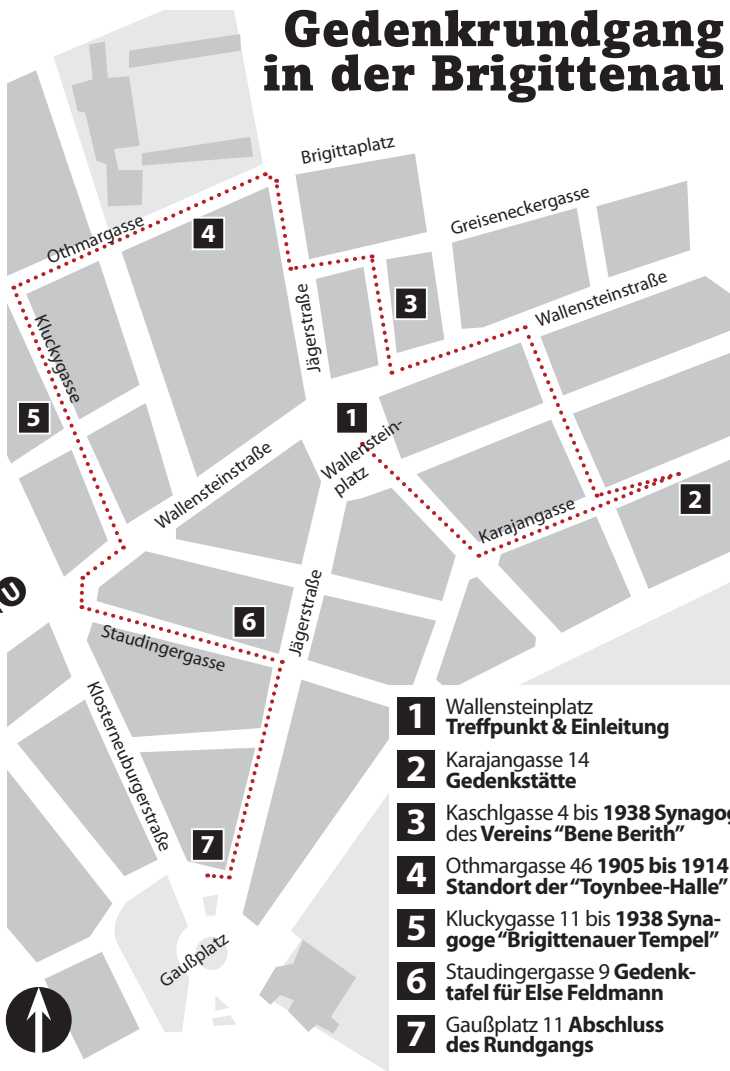 Gedenkrundgang
in der Brigittenau
Brigittaplatz
Greiseneckergasse
Othmargasse
4
Wallensteinstraße
3
Jägerstraße
Kluckygasse
5
1
Wallenstein-
platz
Wallensteinstraße
2
Karajangasse
U
6
Jägerstraße
Staudingergasse
Klosterneuburgerstraße
7
Gaußplatz
1 Wallensteinplatz
Treffpunkt & Einleitung
2 Karajangasse 14
Gedenkstätte
3 Kaschlgasse 4 bis 1938 Synagog
des Vereins “Bene Berith”
4 Othmargasse 46 1905 bis 1914
Standort der “Toynbee-Halle”
5 Kluckygasse 11 bis 1938 Syna-
goge “Brigittenauer Tempel”
6 Staudingergasse 9 Gedenk-
tafel für Else Feldmann
7 Gaußplatz 11 Abschluss
des Rundgangs